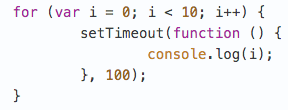 for (var i = 0; i < 10; i++) {
        setTimeout(function () {
                console.log(i);
        }, 100);
}